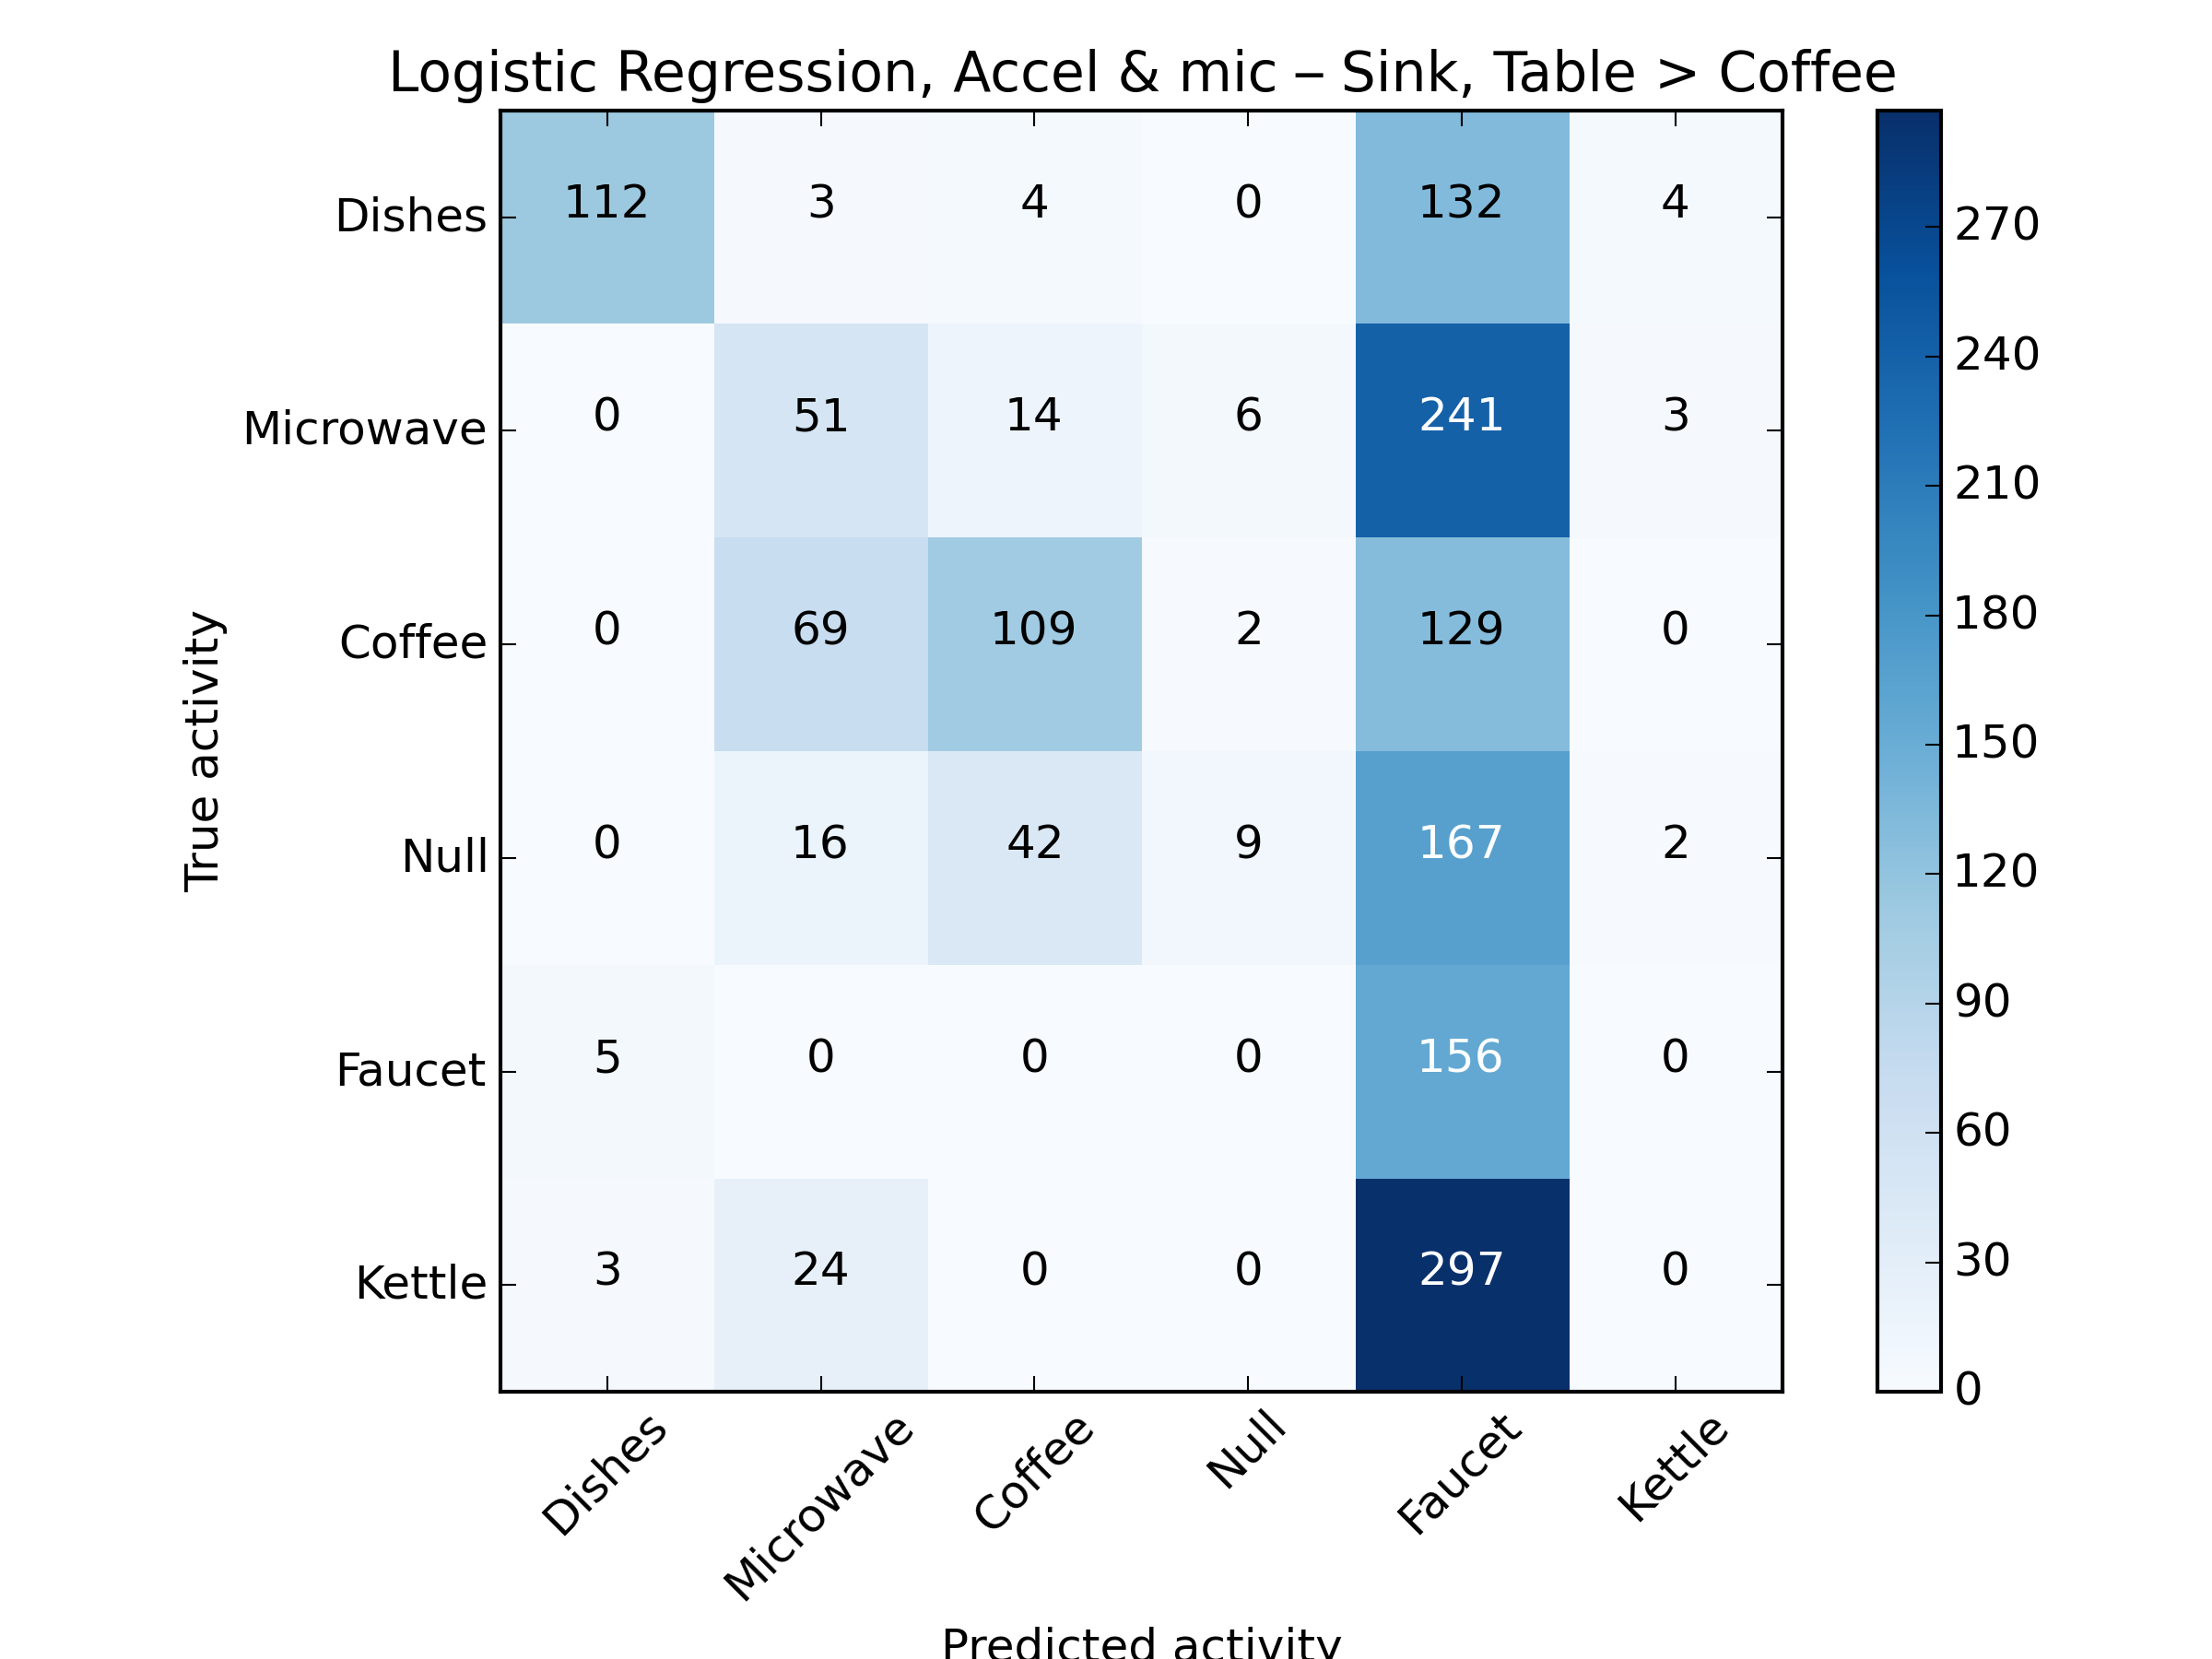 Logistic Regression, Accel & mic – Sink, Table > Coffee
Dishes 112 3 4 0 132 4
Microwave 0 51 14 6 241 3
Coffee 0 69 109 2 129 0
Null 0 16 42 9 167 2
Faucet 5 0 0 0 156 0
Kettle 3 24 0 0 297 0
True activity
Dishes Microwave Coffee Null Faucet Kettle
Predicted activity
270
240
210
180
150
120
90
60
30
0